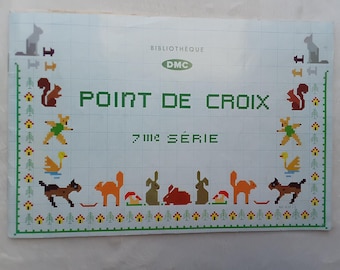 BIBLIOTHÈQUE
DMC
POINT DE CROIX
7me SÉRIE